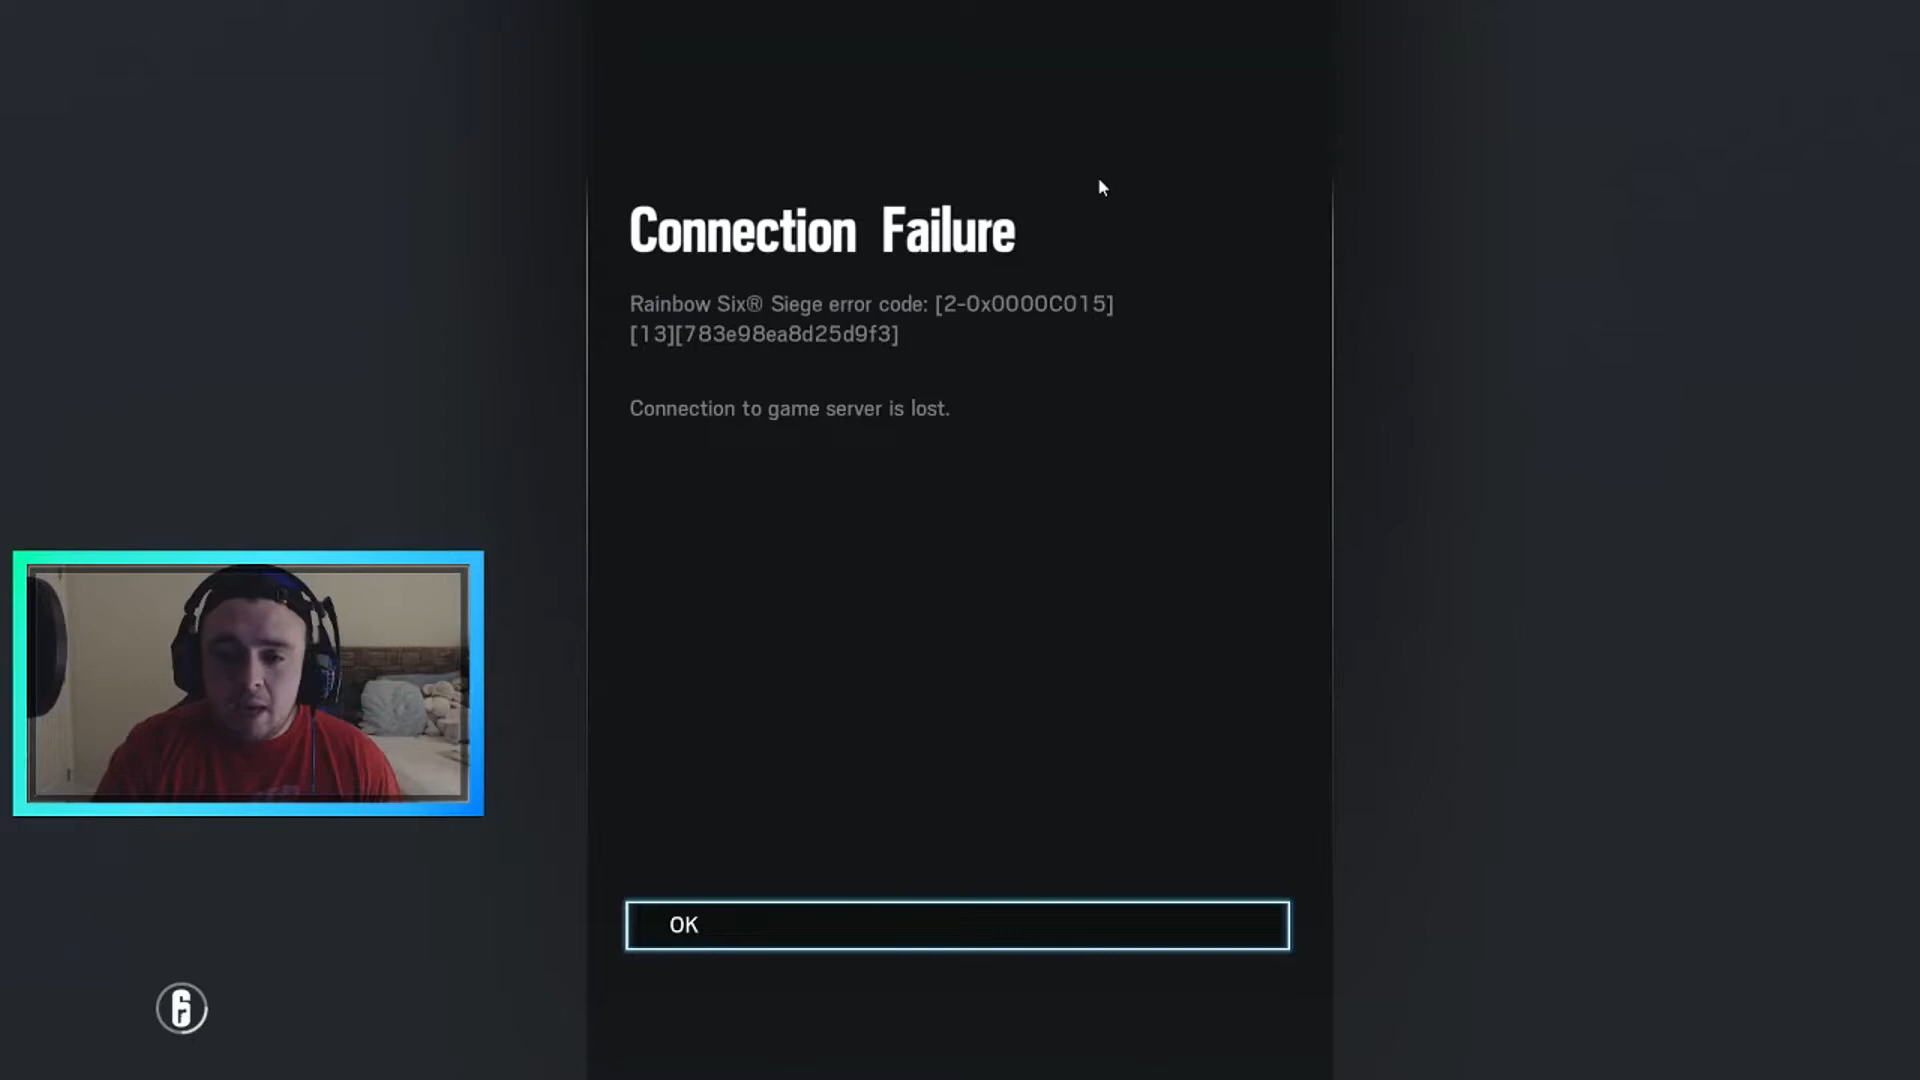 Connection Failure
Rainbow Six® Siege error code: [2-0x0000C015]
[13][783e98ea8d25d9f3]
Connection to game server is lost.
OK